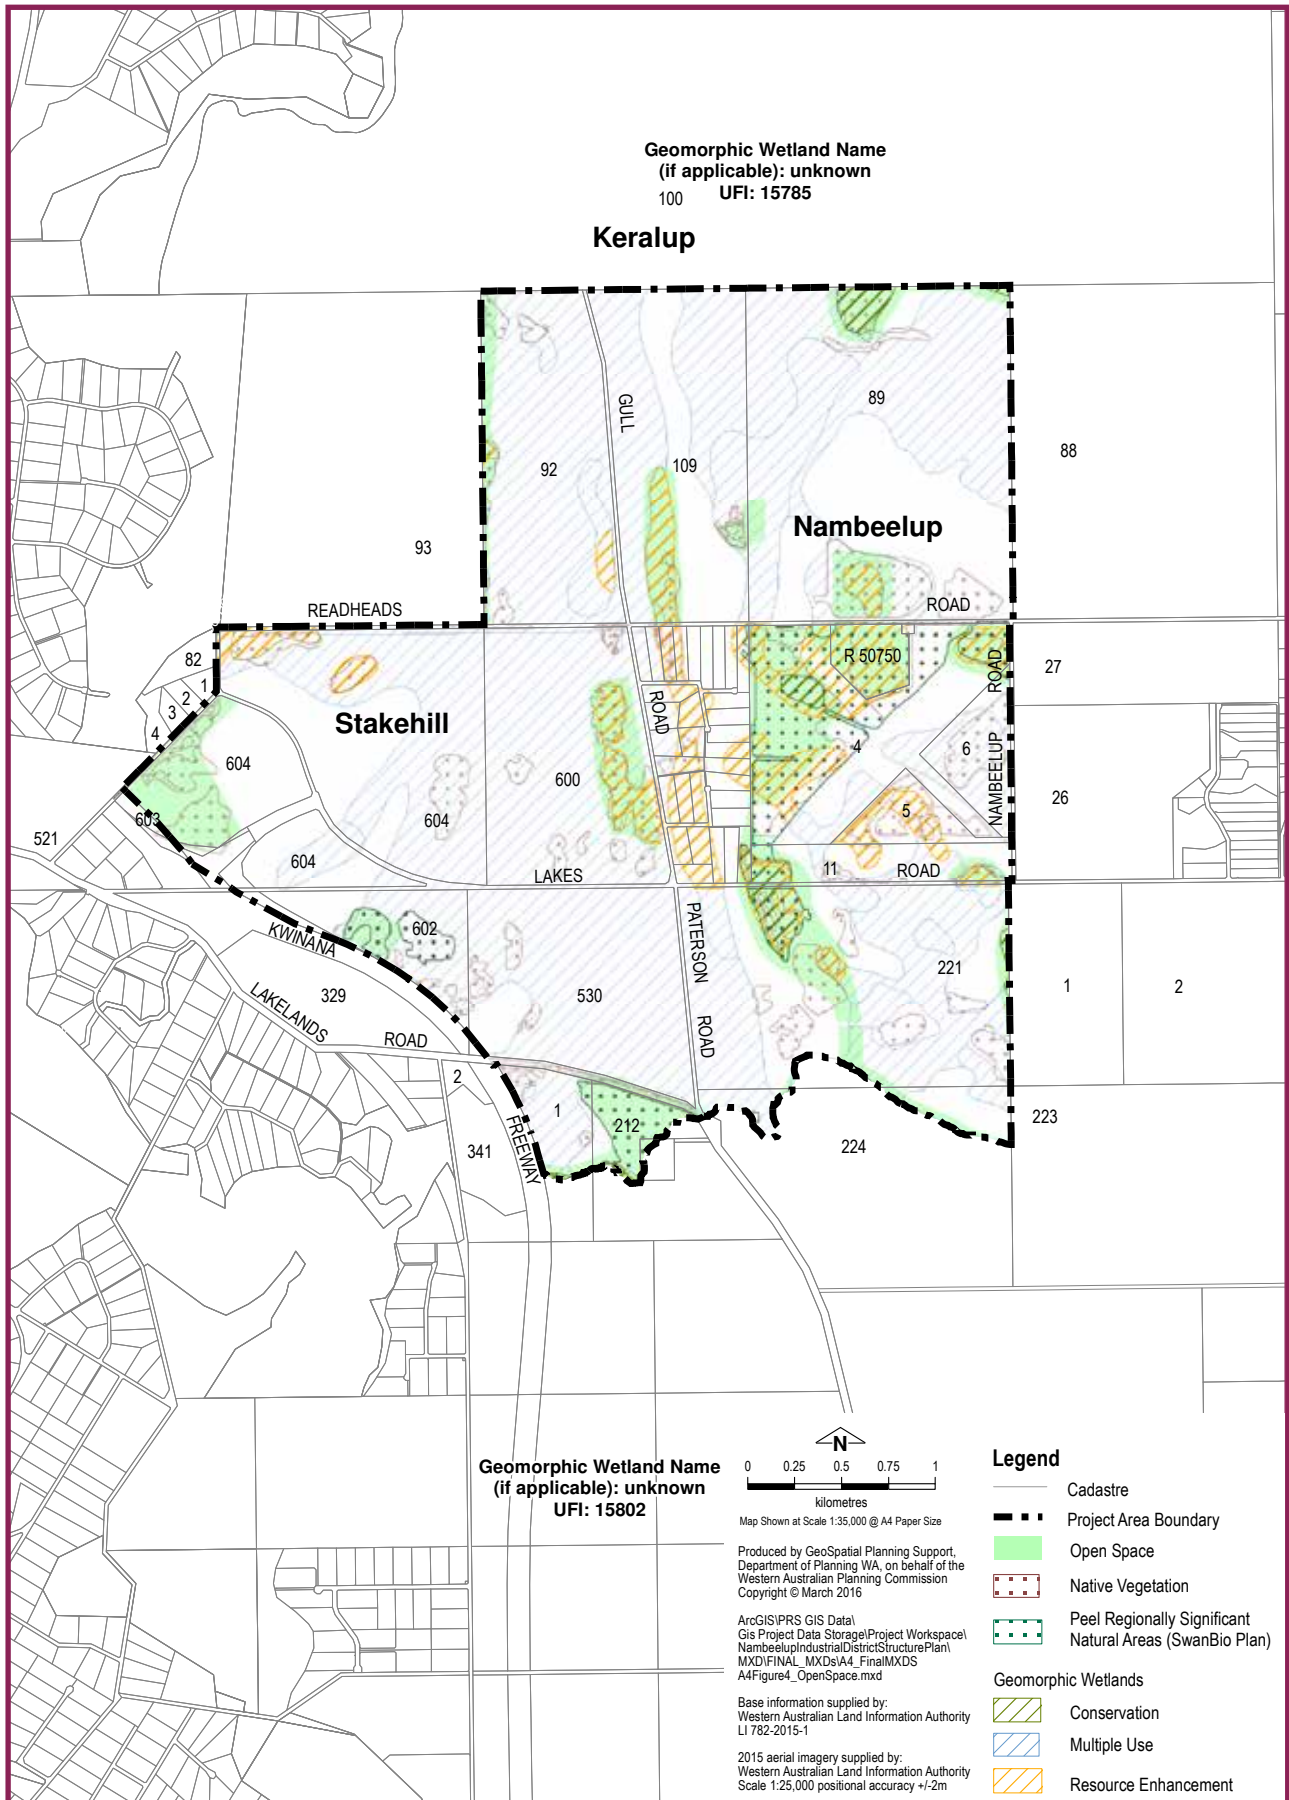 Geomorphic Wetland Name
(if applicable): unknown
UFI: 15785
100
Keralup
GULL
89
88
92
109
Nambeelup
93
READHEADS
ROAD
82
R 50750
ROAD
27
1
2
3
4
Stakehill
ROAD
604
600
4
6
NAMBEELUP
26
603
604
5
521
604
LAKES
11
ROAD
602
KWINANA
PATERSON
221
329
530
1
2
LAKELANDS
ROAD
ROAD
2
1
212
FREEWAY
223
341
224
Geomorphic Wetland Name
(if applicable): unknown
UFI: 15802
N
0 0.25 0.5 0.75 1
kilometres
Map Shown at Scale 1:35,000 @ A4 Paper Size
Produced by GeoSpatial Planning Support,
Department of Planning WA, on behalf of the
Western Australian Planning Commission
Copyright © March 2016
ArcGIS\PRS GIS Data\
Gis Project Data Storage\Project Workspace\
NambeelupIndustrialDistrictStructurePlan\
MXD\FINAL_MXDs\A4_FinalMXDS
A4Figure4_OpenSpace.mxd
Base information supplied by:
Western Australian Land Information Authority
LI 782-2015-1
2015 aerial imagery supplied by:
Western Australian Land Information Authority
Scale 1:25,000 positional accuracy +/-2m
Legend
Cadastre
Project Area Boundary
Open Space
Native Vegetation
Peel Regionally Significant
Natural Areas (SwanBio Plan)
Geomorphic Wetlands
Conservation
Multiple Use
Resource Enhancement